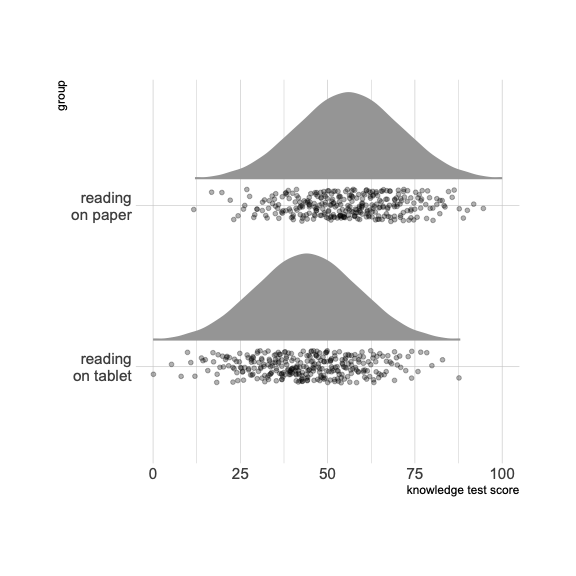 group
reading
on paper
reading
on tablet
0 25 50 75 100
knowledge test score